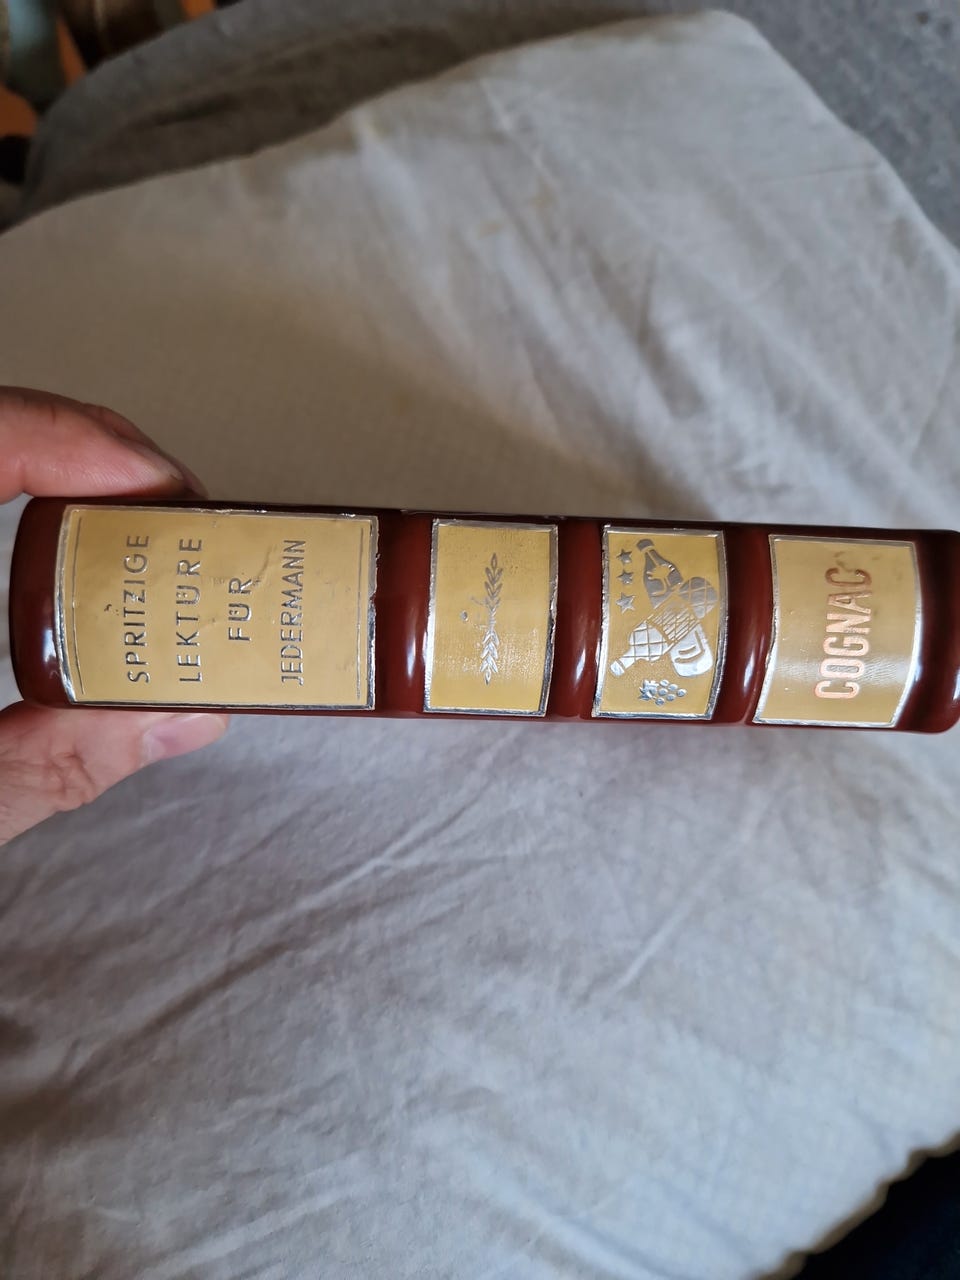 SPRITZIGE
LEKTÜRE
FÜR
JEDERMANN
COGNAC